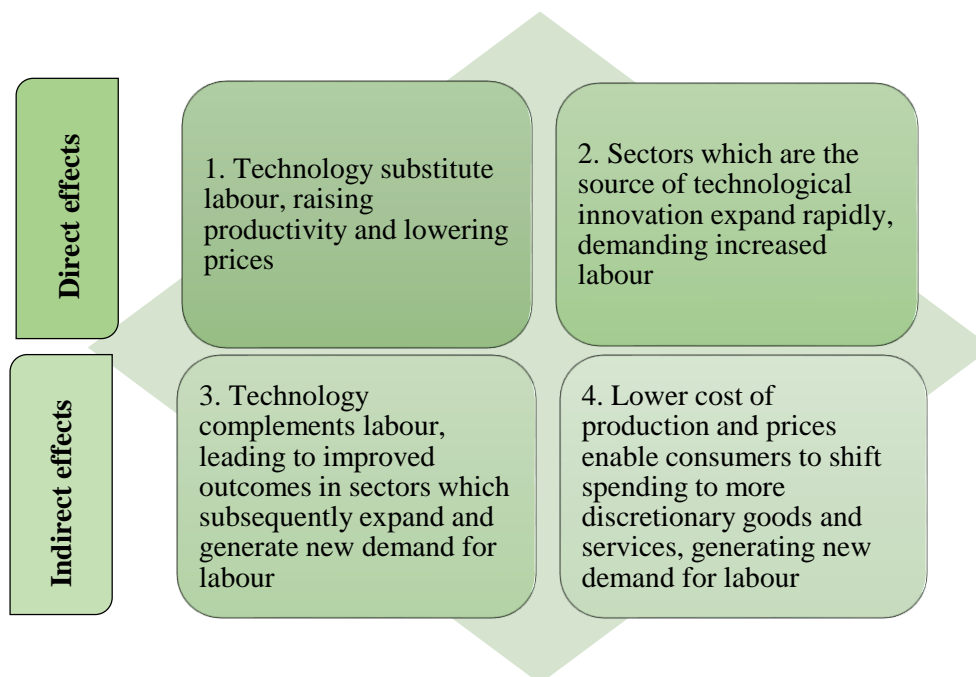 Direct effects
1. Technology substitute
labour, raising
productivity and lowering
prices
2. Sectors which are the
source of technological
innovation expand rapidly,
demanding increased
labour
Indirect effects
3. Technology
complements labour,
leading to improved
outcomes in sectors which
subsequently expand and
generate new demand for
labour
4. Lower cost of
production and prices
enable consumers to shift
spending to more
discretionary goods and
services, generating new
demand for labour